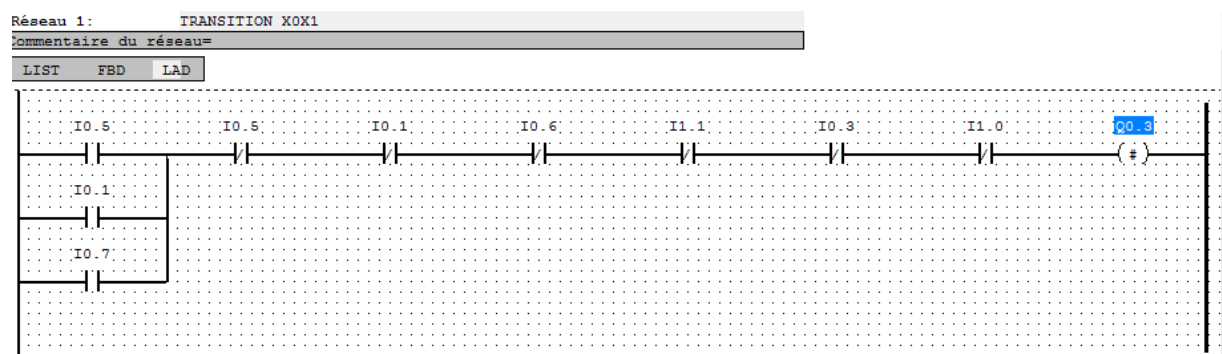 Réseau 1: TRANSITION X0X1
Commentaire du réseau=
LIST FBD LAD
I0.5 I0.5 I0.1 I0.6 I1.1 I0.3 I1.0 Q0.3
( # )
I0.1
I0.7